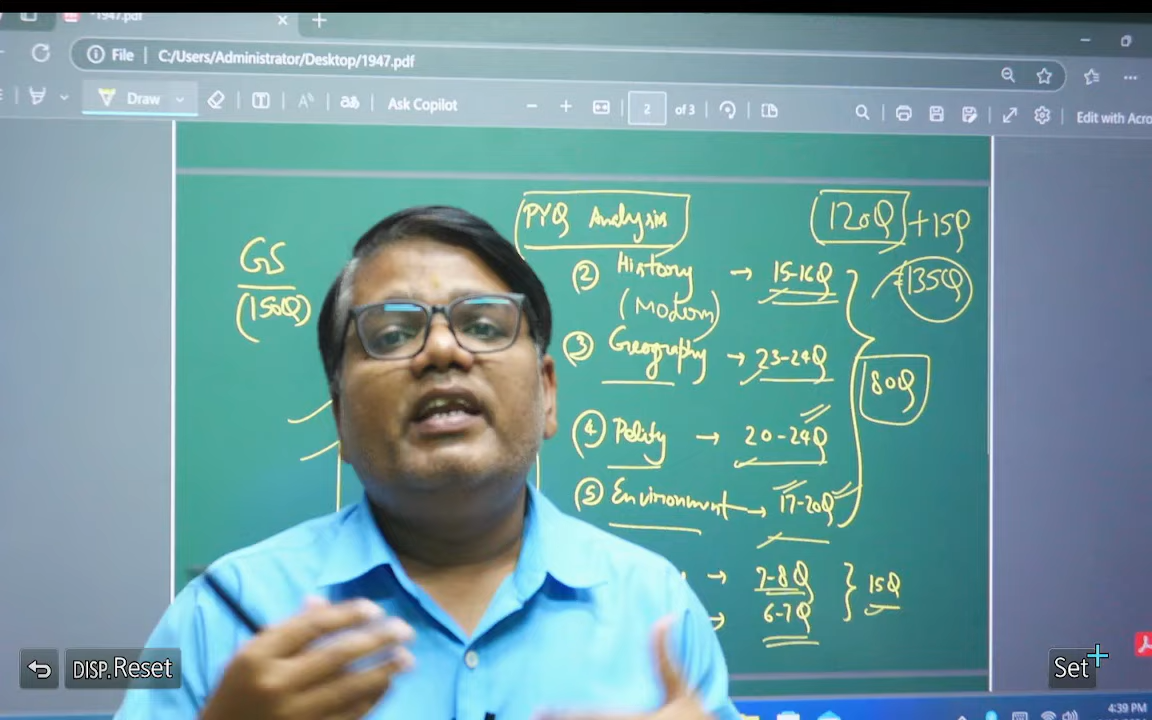 1947.pdf
File | C:/Users/Administrator/Desktop/1947.pdf
Draw Ask Copilot 2 of 3 Edit with Acro
PYQ Analysis 120Q + 15Q
= 135Q
GS
(150Q)
② History → 15-16Q
(Modern)
③ Geography → 23-24Q
80Q
④ Polity → 20-24Q
⑤ Environment → 17-20Q
→ 7-8Q
15Q
→ 6-7Q
DISP. Reset
Set
4:39 PM